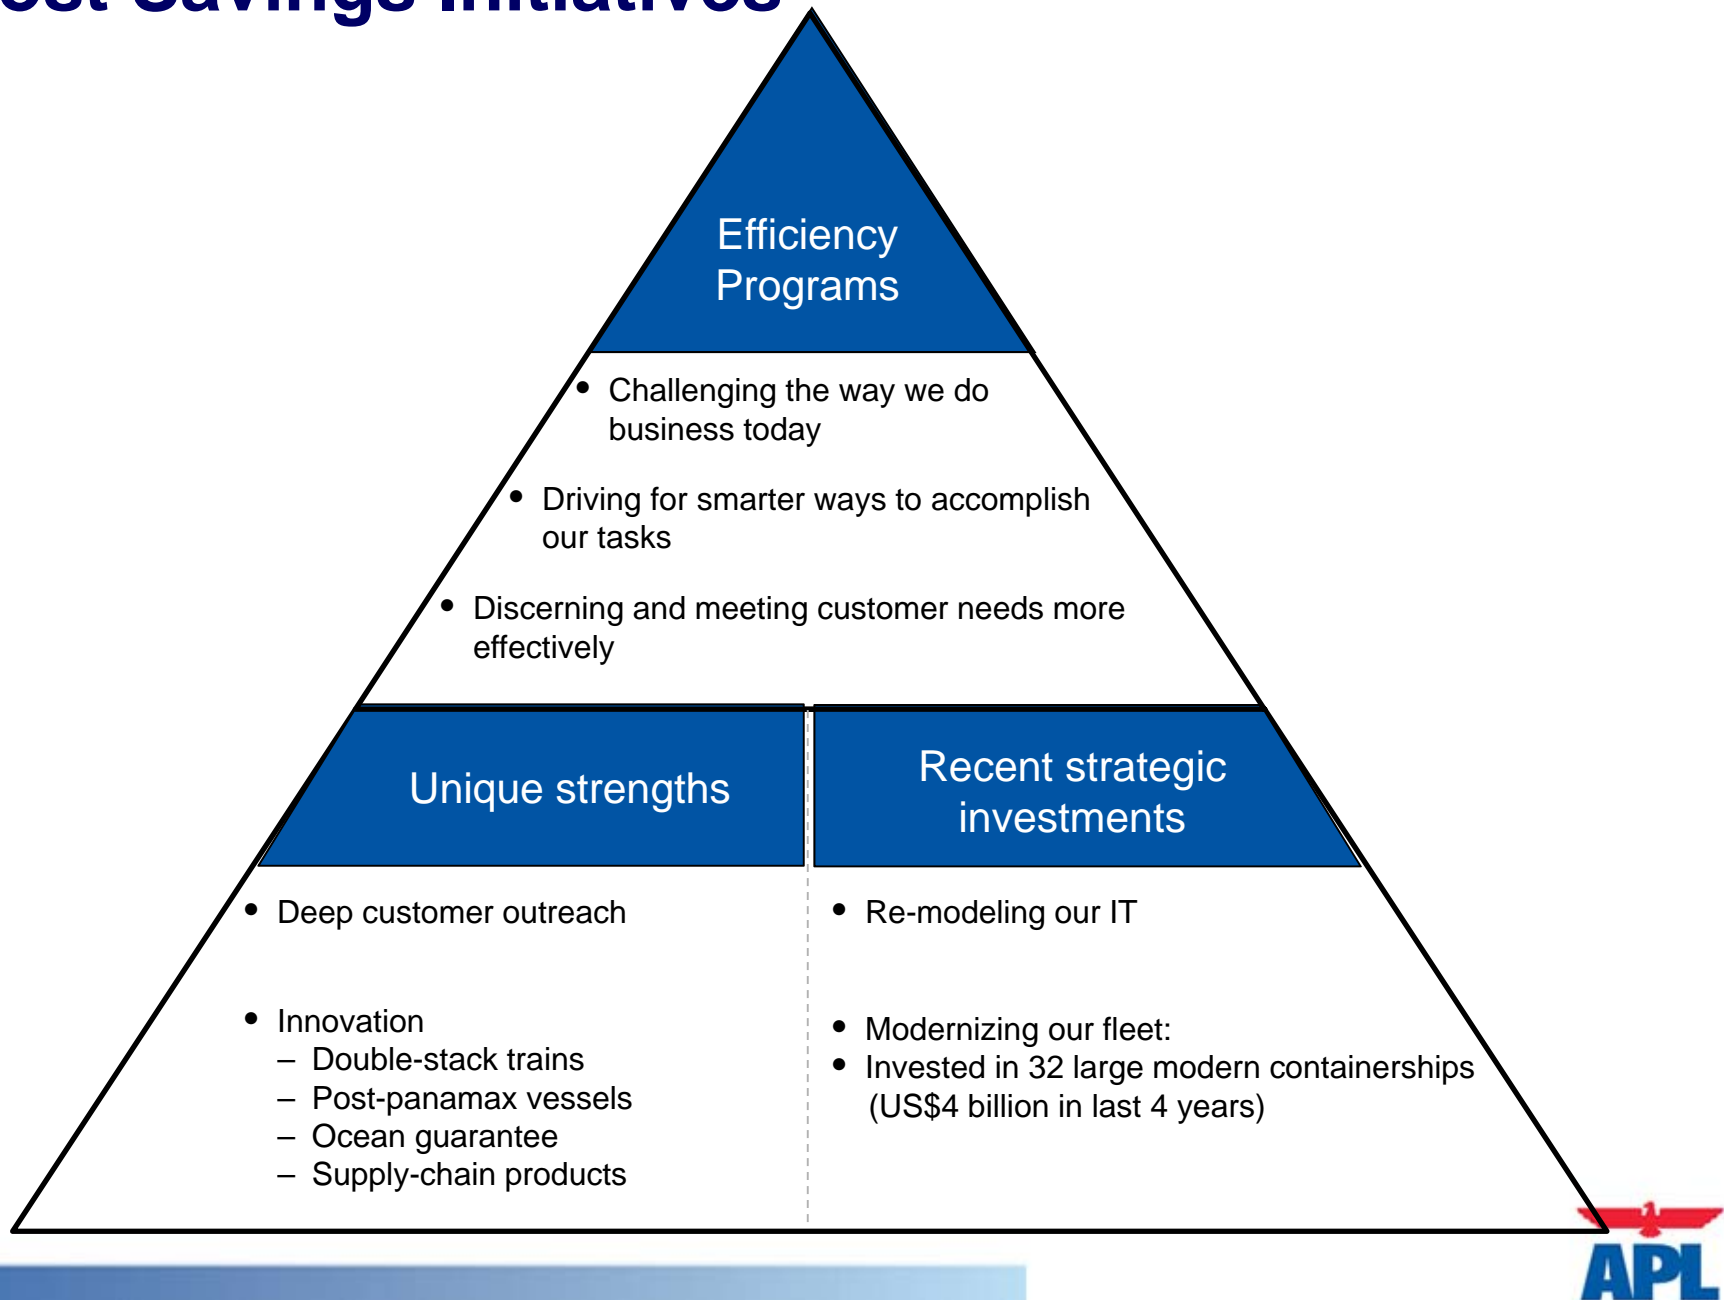 ost Savings Initiatives
Efficiency
Programs
• Challenging the way we do
business today
• Driving for smarter ways to accomplish
our tasks
• Discerning and meeting customer needs more
effectively
Unique strengths
Recent strategic
investments
• Deep customer outreach
• Innovation
– Double-stack trains
– Post-panamax vessels
– Ocean guarantee
– Supply-chain products
• Re-modeling our IT
• Modernizing our fleet:
• Invested in 32 large modern containerships
(US$4 billion in last 4 years)
APL